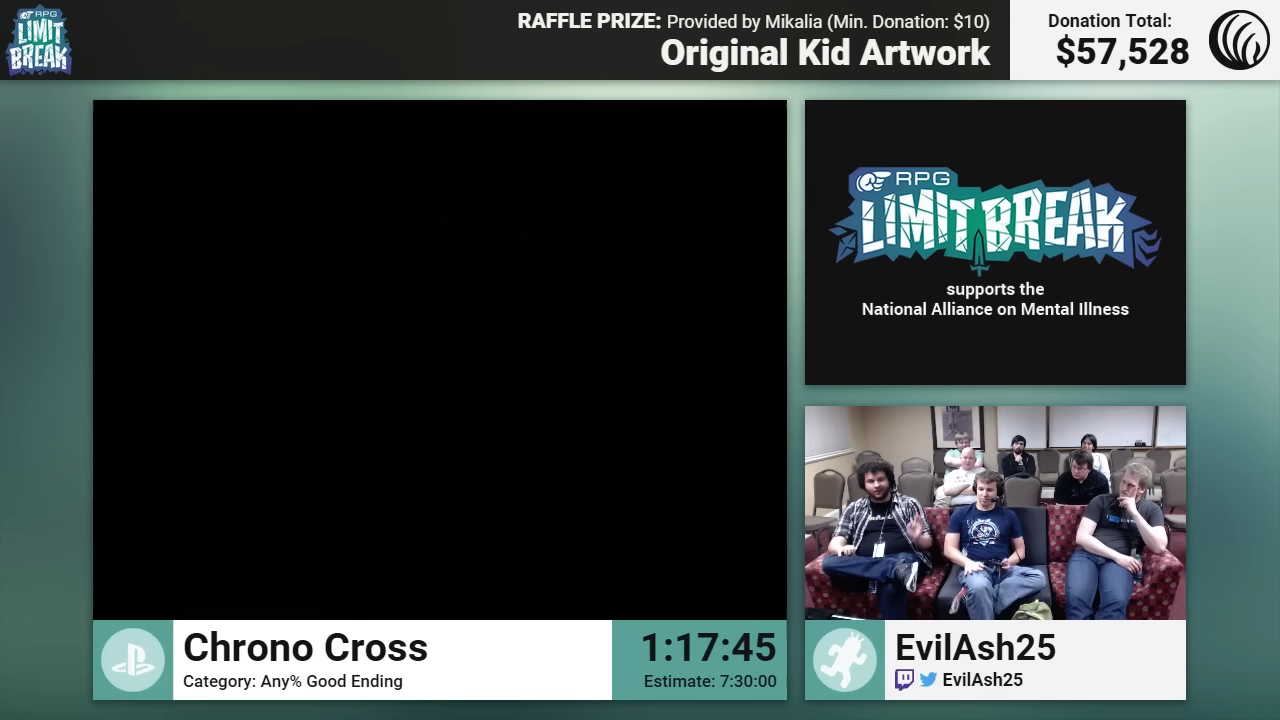 RPG
LIMIT
BREAK
RAFFLE PRIZE: Provided by Mikalia (Min. Donation: $10)
Original Kid Artwork
Donation Total:
$57,528
RPG
LIMIT BREAK
supports the
National Alliance on Mental Illness
Chrono Cross
Category: Any% Good Ending
1:17:45
Estimate: 7:30:00
EvilAsh25
EvilAsh25